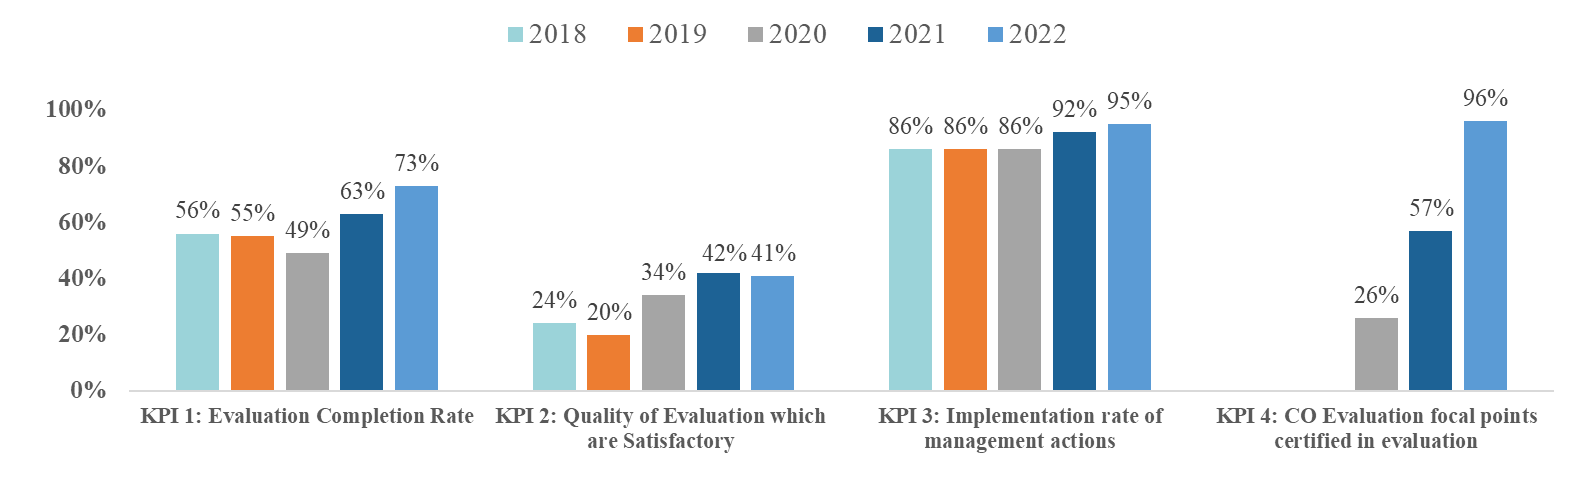 2018 2019 2020 2021 2022
100%
80%
60%
40%
20%
0%
56% 55% 49% 63% 73%
24% 20% 34% 42% 41%
86% 86% 86% 92% 95%
26% 57% 96%
KPI 1: Evaluation Completion Rate
KPI 2: Quality of Evaluation which
are Satisfactory
KPI 3: Implementation rate of
management actions
KPI 4: CO Evaluation focal points
certified in evaluation